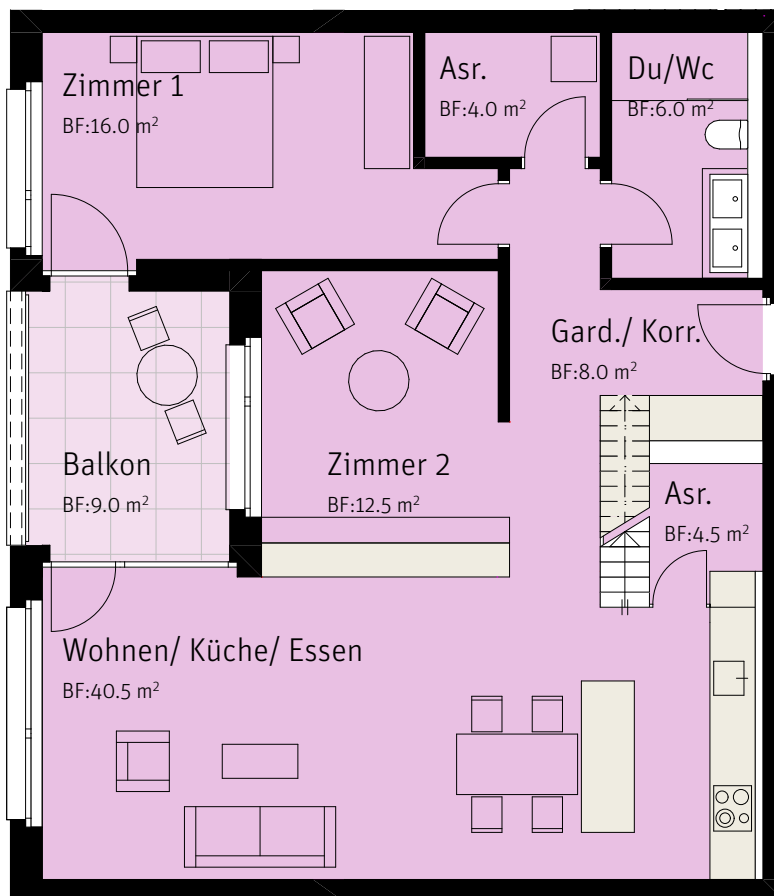 Zimmer 1
BF:16.0 m²
Asr.
BF:4.0 m²
Du/Wc
BF:6.0 m²
Gard./ Korr.
BF:8.0 m²
Balkon
BF:9.0 m²
Zimmer 2
BF:12.5 m²
Asr.
BF:4.5 m²
Wohnen/ Küche/ Essen
BF:40.5 m²